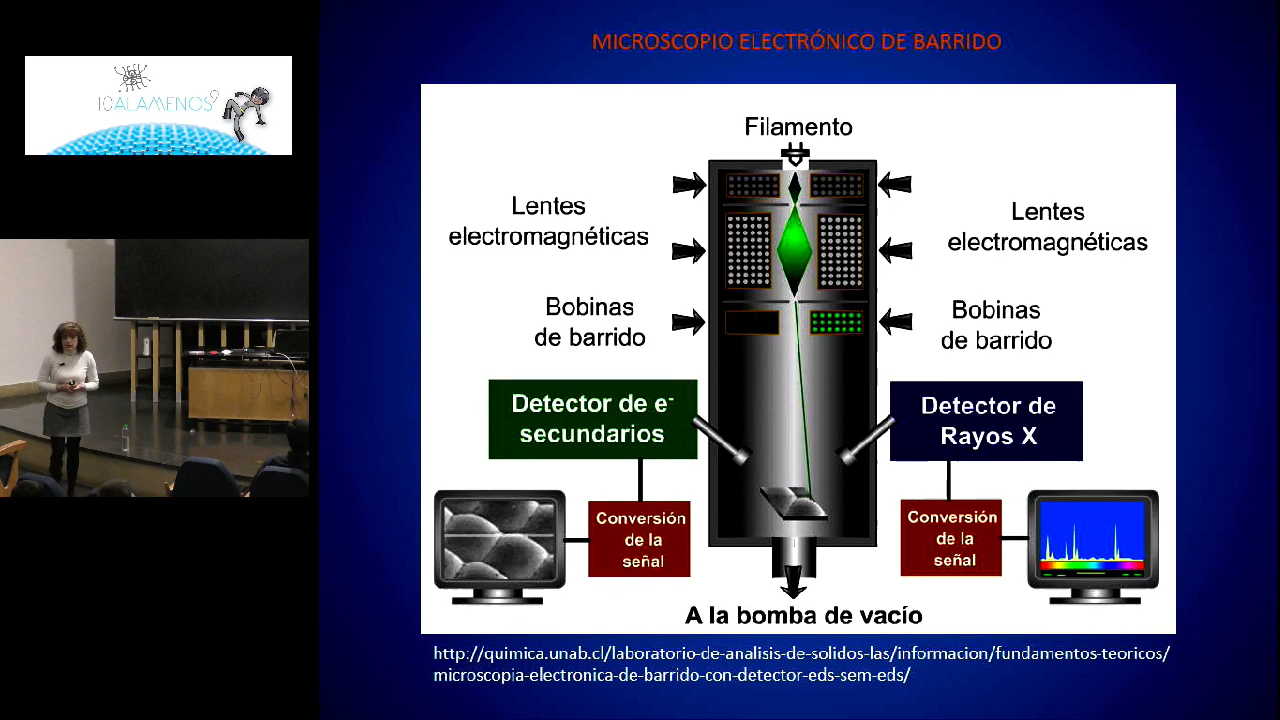 MICROSCOPIO ELECTRÓNICO DE BARRIDO
10ALAMENOS9
Filamento
Lentes
electromagnéticas
Lentes
electromagnéticas
Bobinas
de barrido
Bobinas
de barrido
Detector de e-
secundarios
Detector de
Rayos X
Conversión
de la
señal
Conversión
de la
señal
A la bomba de vacío
http://quimica.unab.cl/laboratorio-de-analisis-de-solidos-las/informacion/fundamentos-teoricos/
microscopia-electronica-de-barrido-con-detector-eds-sem-eds/